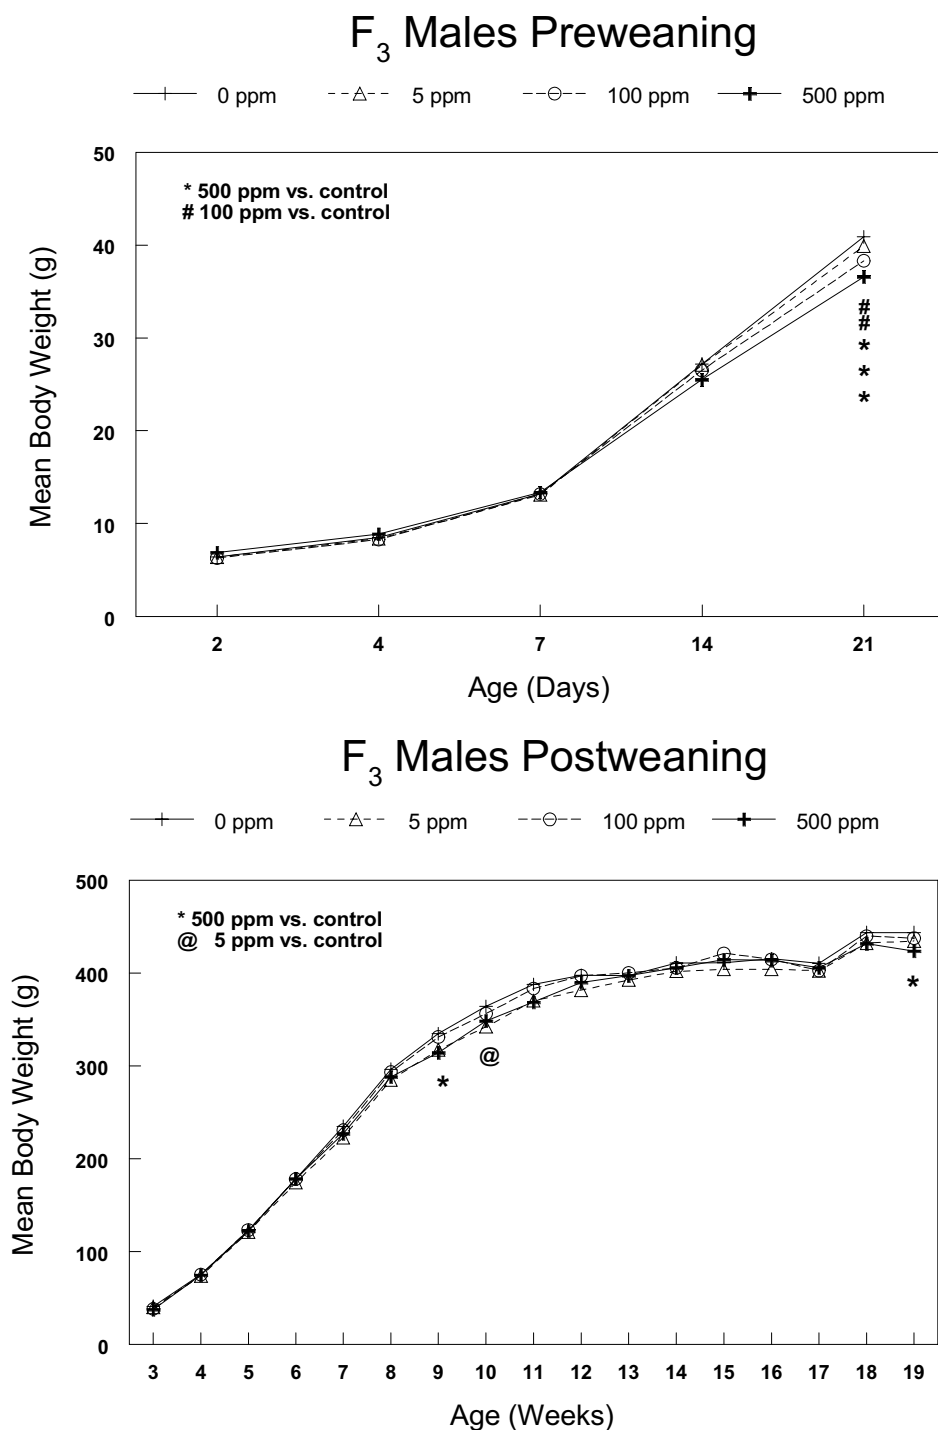 F3 Males Preweaning
0 ppm 5 ppm 100 ppm 500 ppm
50
* 500 ppm vs. control
# 100 ppm vs. control
40
30
20
10
0
Mean Body Weight (g)
#
#
*
*
*
2 4 7 14 21
Age (Days)
F3 Males Postweaning
0 ppm 5 ppm 100 ppm 500 ppm
500
* 500 ppm vs. control
@ 5 ppm vs. control
400
300
200
100
0
Mean Body Weight (g)
*
@
*
3 4 5 6 7 8 9 10 11 12 13 14 15 16 17 18 19
Age (Weeks)